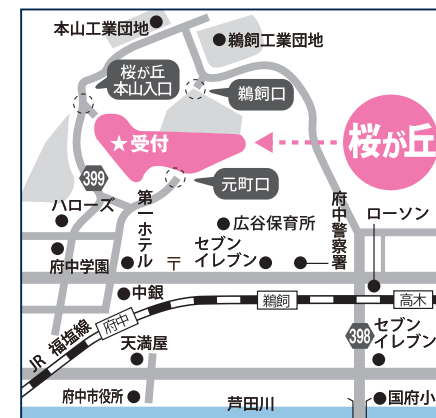 本山工業団地
鵜飼工業団地
桜が丘
本山入口
鵜飼口
桜が丘
★受付
元町口
399
ハローズ
第一ホテル
府中警察署
ローソン
広谷保育所
府中学園
〒
セブン
イレブン
中銀
鵜飼
高木
府中
JR 福塩線
398
セブン
イレブン
天満屋
府中市役所
芦田川
国府小